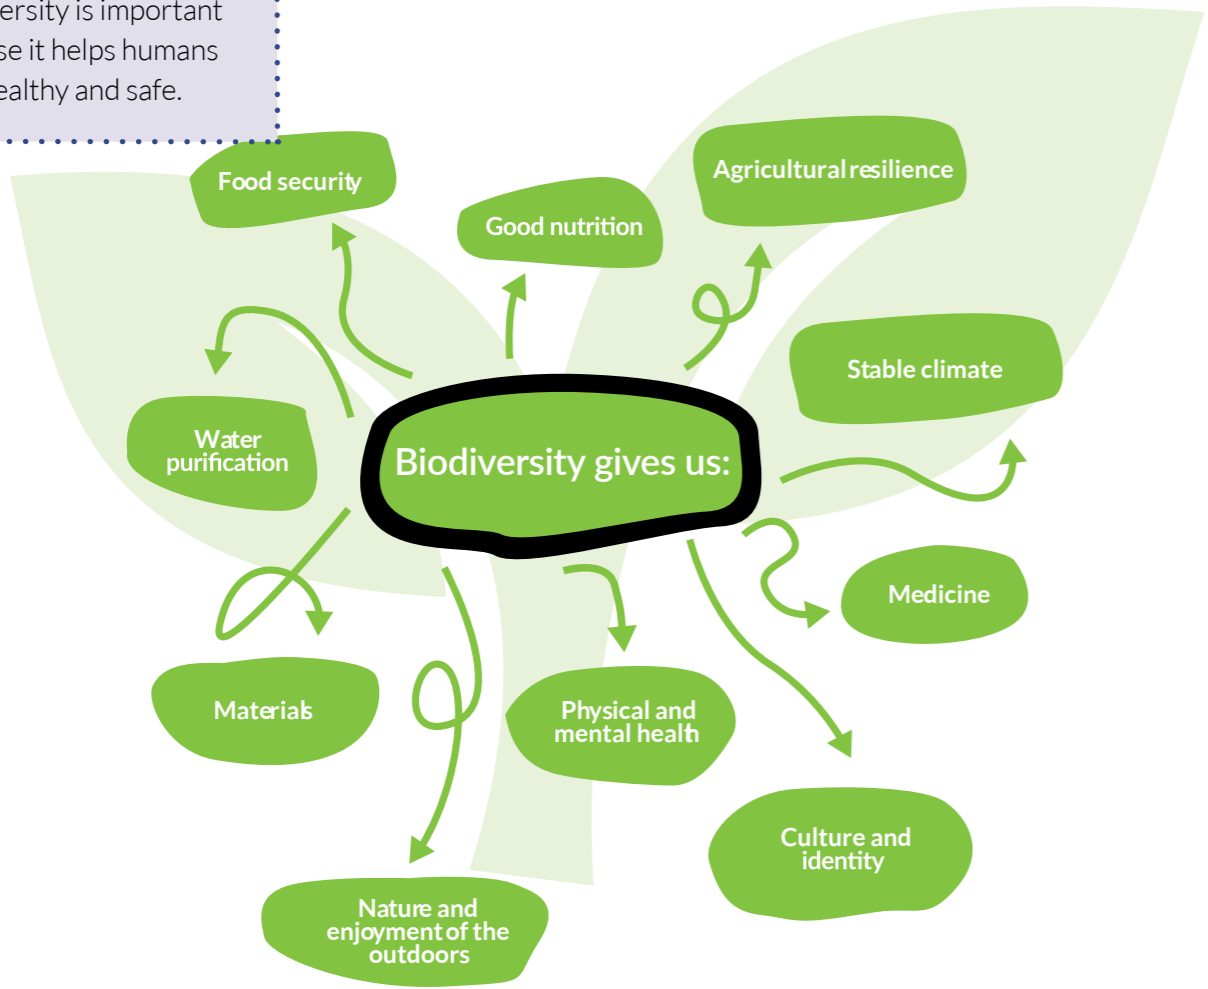 ersity is important
se it helps humans
ealthy and safe.
Food security
Good nutrition
Agricultural resilience
Stable climate
Water
purification
Biodiversity gives us:
Medicine
Materials
Physical and
mental health
Culture and
identity
Nature and
enjoyment of the
outdoors